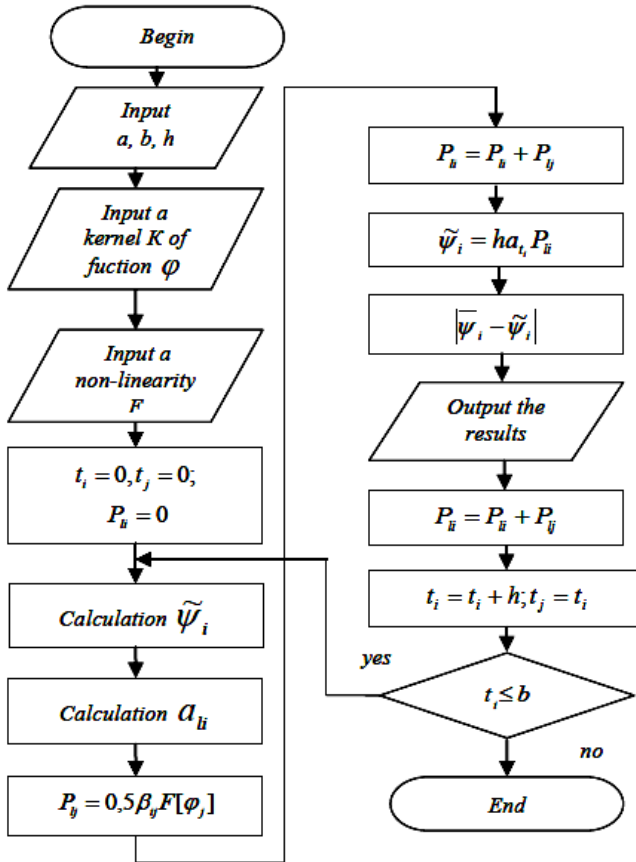 Begin
Input
a, b, h
Input a
kernel K of
fuction φ
Input a
non-linearity
F
t_i = 0, t_j = 0;
P_li = 0
Calculation ψ̃_i
Calculation a_li
P_lj = 0,5β_ij F[φ_j]
P_li = P_li + P_lj
ψ̃_i = ha_{t_i} P_li
|ψ̅_i − ψ̃_i|
Output the
results
P_li = P_li + P_lj
t_i = t_i + h; t_j = t_i
yes
t_i ≤ b
no
End